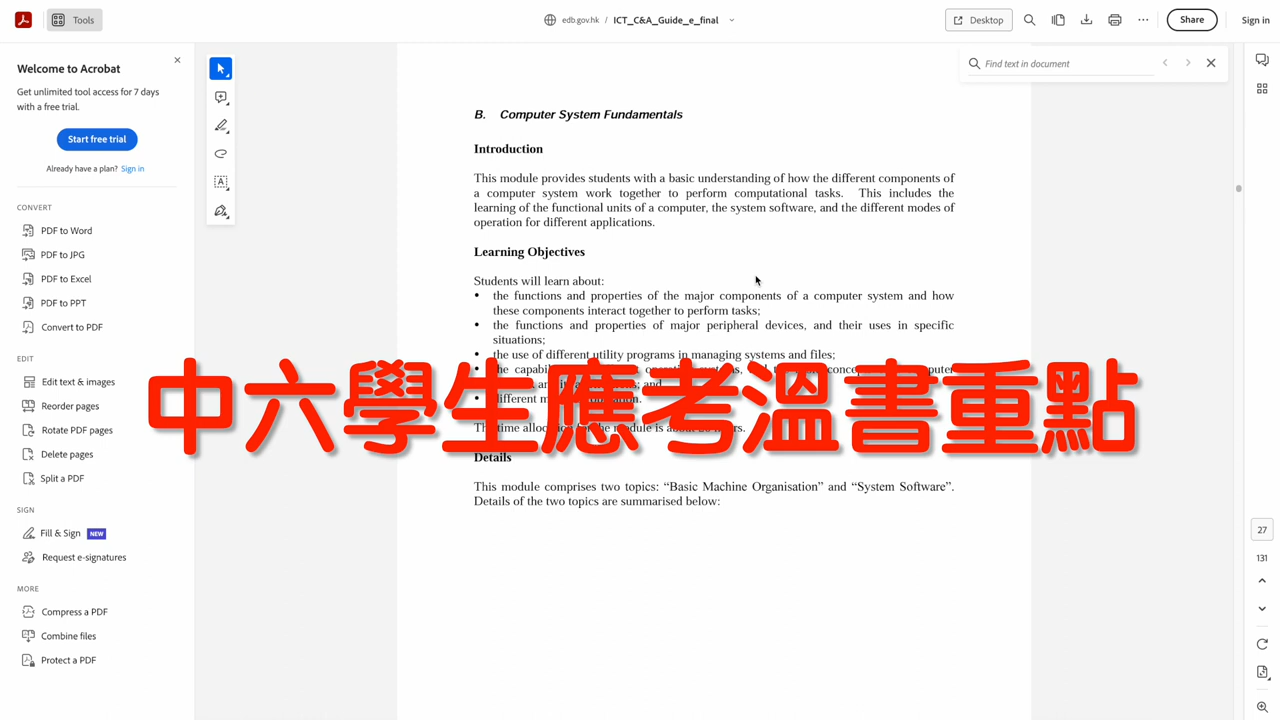 Tools
edb.gov.hk / ICT_C&A_Guide_e_final
Desktop
Share
Sign in
Welcome to Acrobat
Get unlimited tool access for 7 days
with a free trial.
Start free trial
Already have a plan? Sign in
CONVERT
PDF to Word
PDF to JPG
PDF to Excel
PDF to PPT
Convert to PDF
EDIT
Edit text & images
Reorder pages
Rotate PDF pages
Delete pages
Split a PDF
SIGN
Fill & Sign NEW
Request e-signatures
MORE
Compress a PDF
Combine files
Protect a PDF
Find text in document
B. Computer System Fundamentals
Introduction
This module provides students with a basic understanding of how the different components of
a computer system work together to perform computational tasks. This includes the
learning of the functional units of a computer, the system software, and the different modes of
operation for different applications.
Learning Objectives
Students will learn about:
• the functions and properties of the major components of a computer system and how
these components interact together to perform tasks;
• the functions and properties of major peripheral devices, and their uses in specific
situations;
• the use of different utility programs in managing systems and files;
• the
• different
中六學生應考溫書重點
The time module is about
Details
This module comprises two topics: “Basic Machine Organisation” and “System Software”.
Details of the two topics are summarised below:
27
131